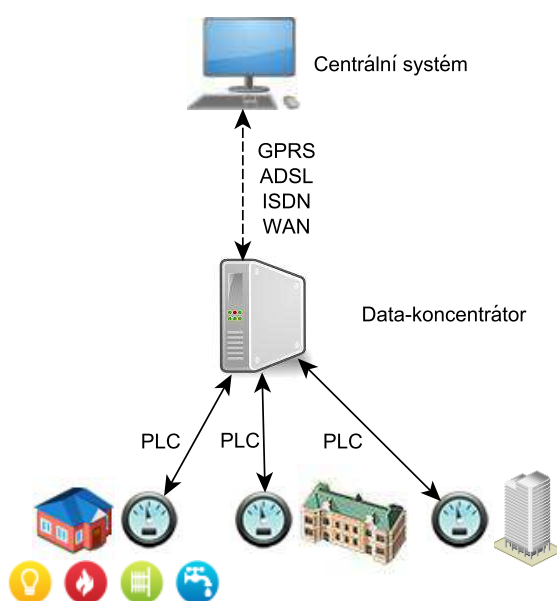 Centrální systém
GPRS
ADSL
ISDN
WAN
Data-koncentrátor
PLC
PLC
PLC